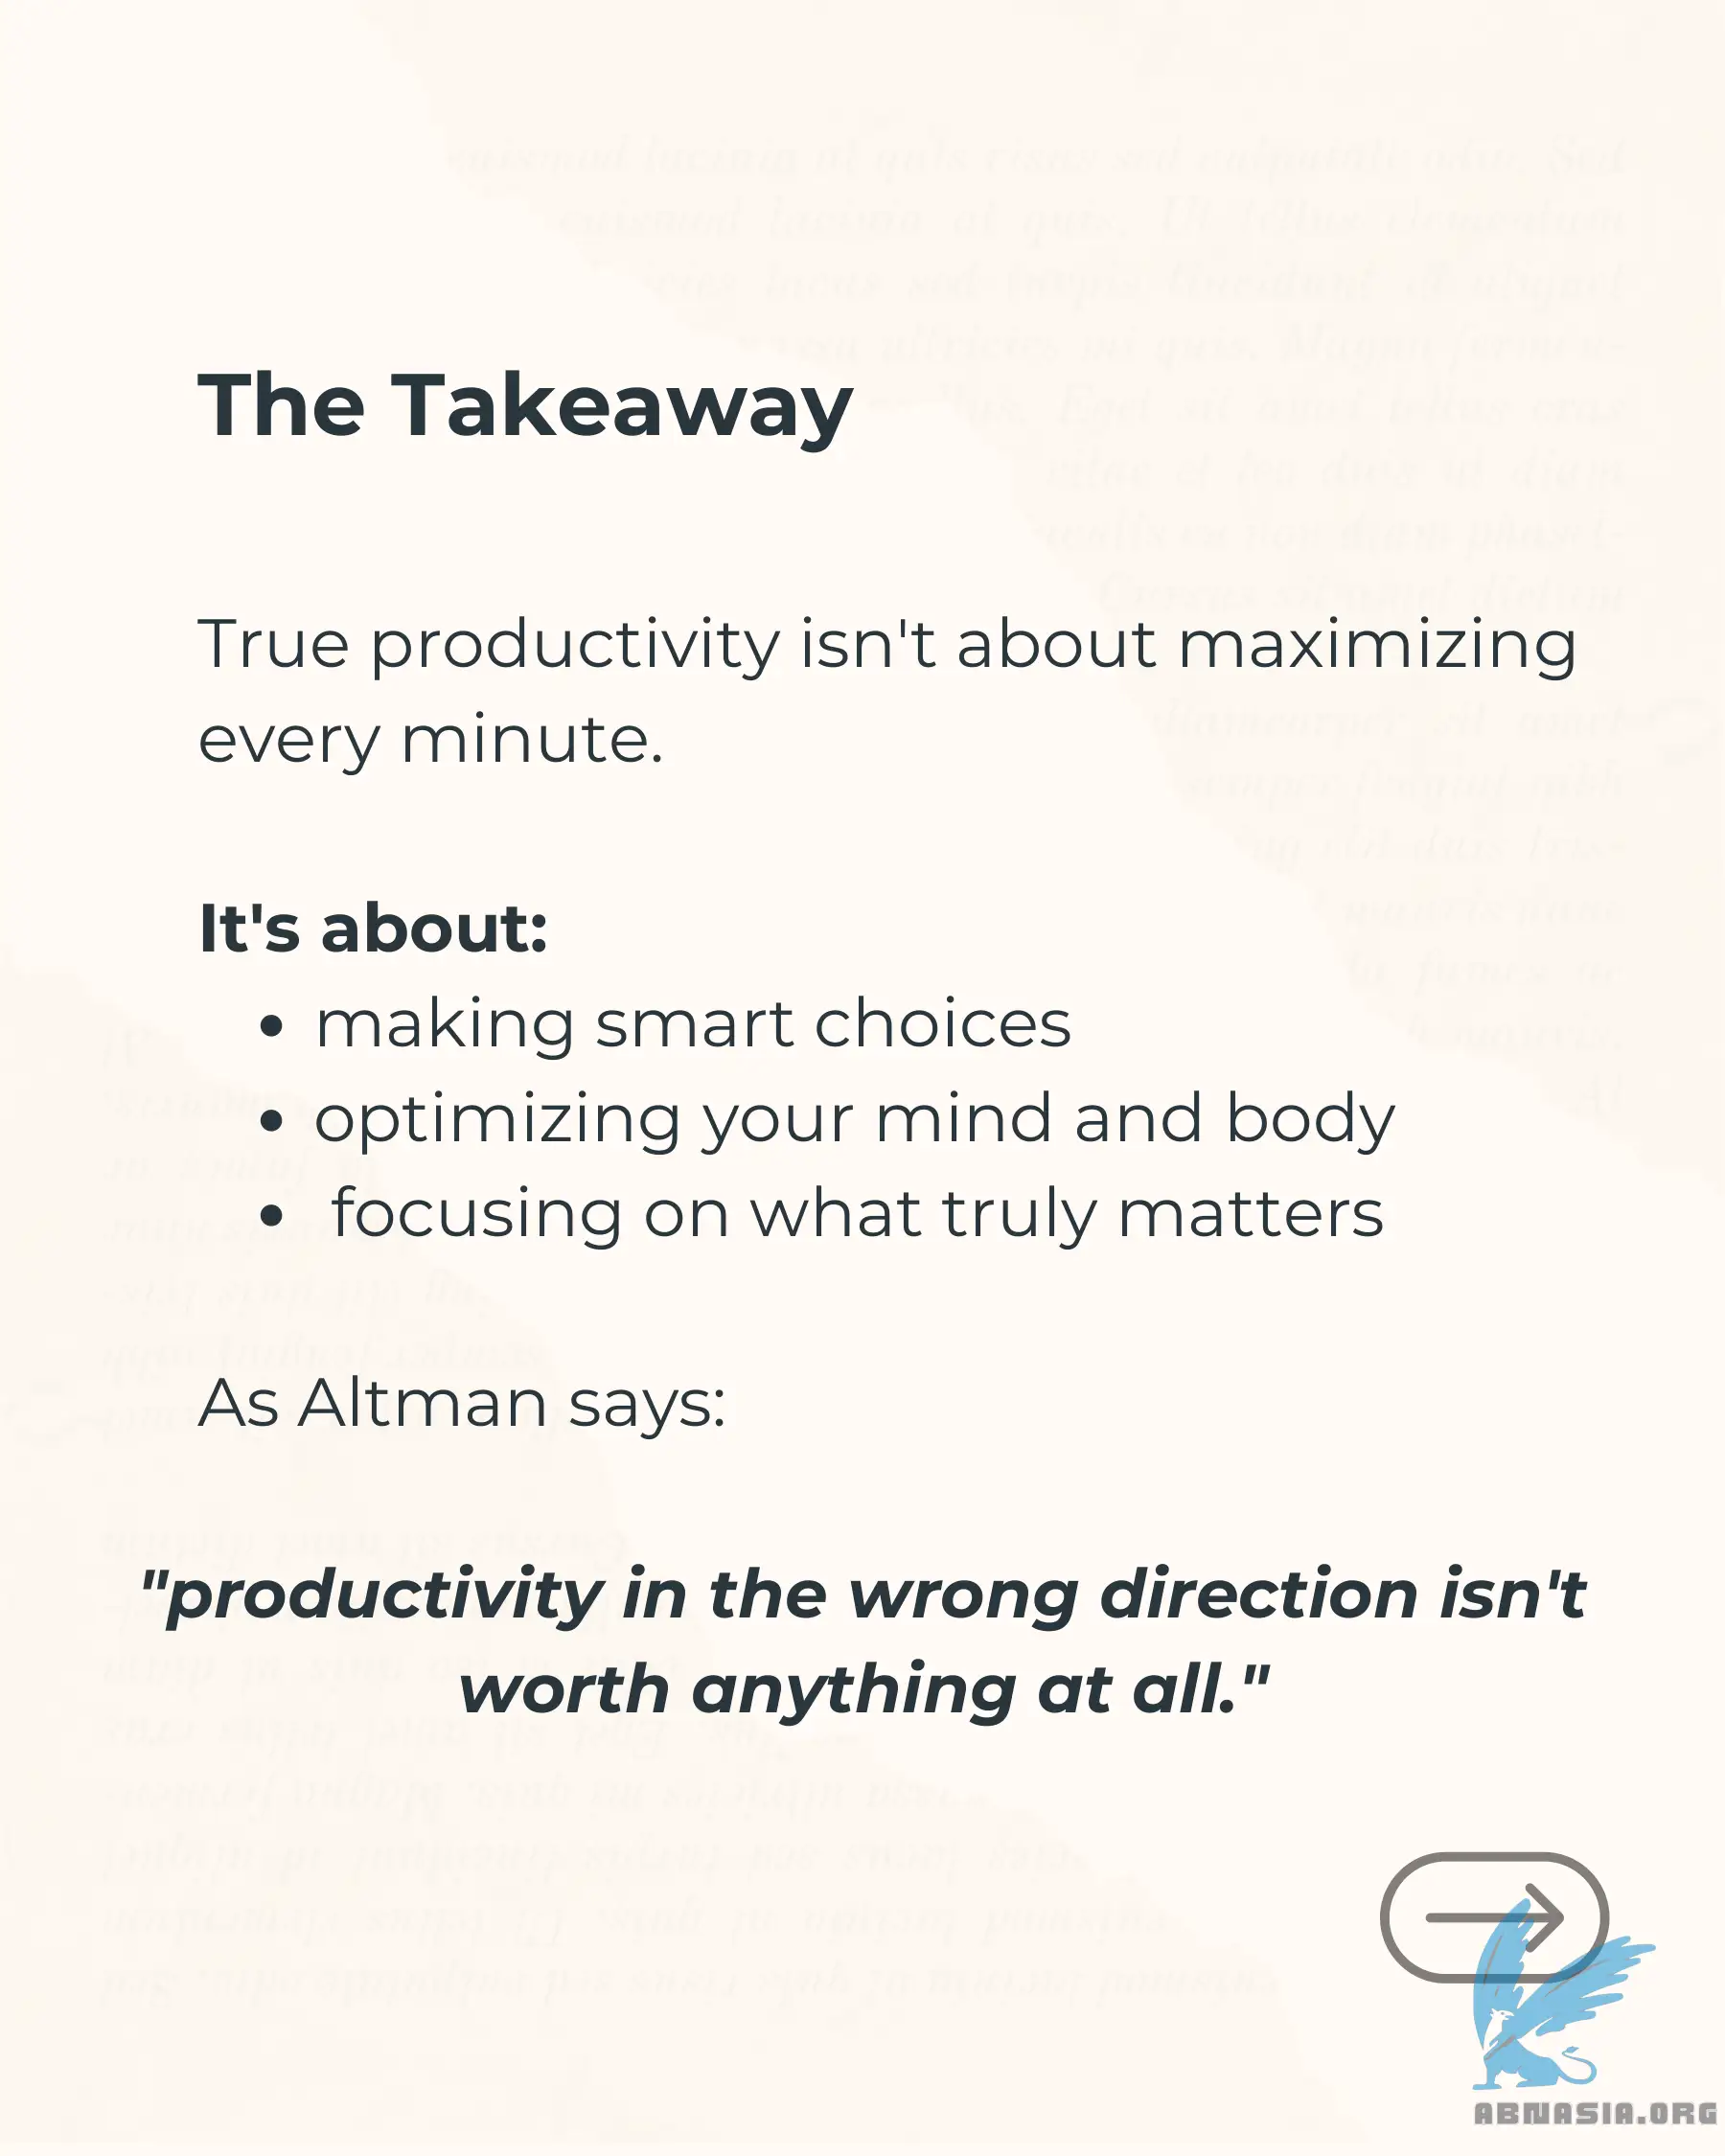 The Takeaway
True productivity isn't about maximizing
every minute.
It's about:
• making smart choices
• optimizing your mind and body
• focusing on what truly matters
As Altman says:
"productivity in the wrong direction isn't
worth anything at all."
ABNASIA.ORG